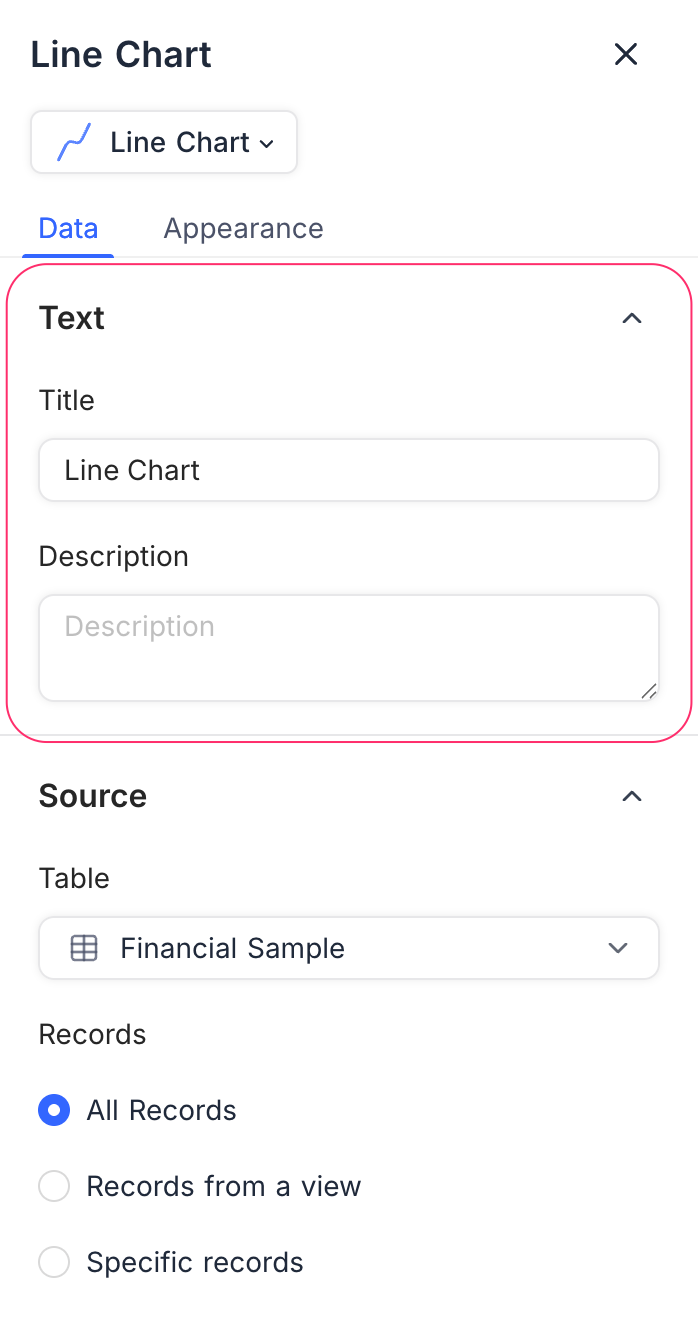 Line Chart
Line Chart
Data Appearance
Text
Title
Line Chart
Description
Description
Source
Table
Financial Sample
Records
All Records
Records from a view
Specific records